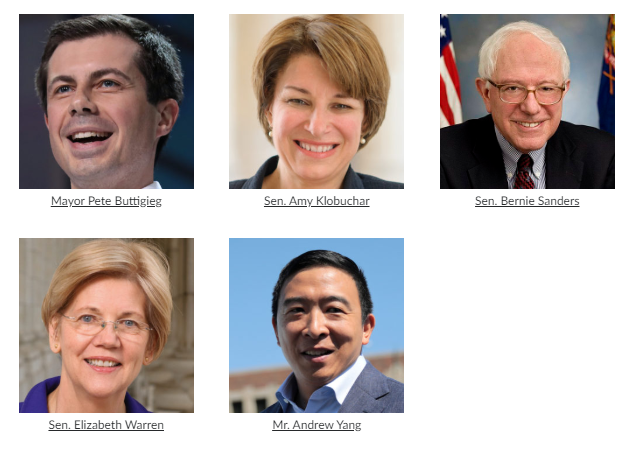 Mayor Pete Buttigieg
Sen. Amy Klobuchar
Sen. Bernie Sanders
Sen. Elizabeth Warren
Mr. Andrew Yang